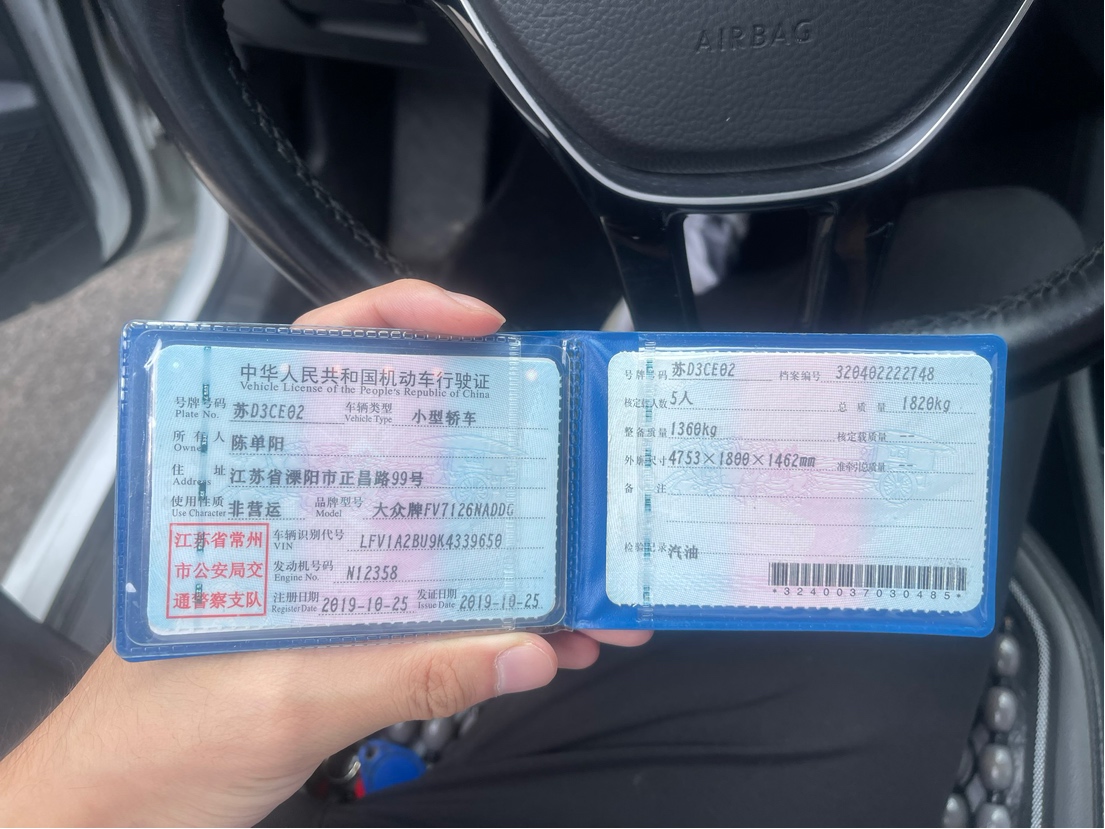 AIRBAG
中华人民共和国机动车行驶证
Vehicle License of the People's Republic of China
号牌号码 苏D3CE02 车辆类型 小型轿车
Plate No. Vehicle Type
所有人 陈单阳
Owner
住址 江苏省溧阳市正昌路99号
Address
使用性质 非营运 品牌型号 大众牌FV7126NADDG
Use Character Model
江苏省常州
市公安局交
通警察支队
车辆识别代号 LFV1A2BU9K4339650
VIN
发动机号码 N12358
Engine No.
注册日期 2019-10-25 发证日期 2019-10-25
Register Date Issue Date
号牌号码 苏D3CE02 档案编号 320402222748
核定载人数 5人 总质量 1820kg
整备质量 1360kg 核定载质量 --
外廓尺寸 4753×1800×1462mm 准牵引总质量 --
备注
检验记录 汽油
*3240037030485*